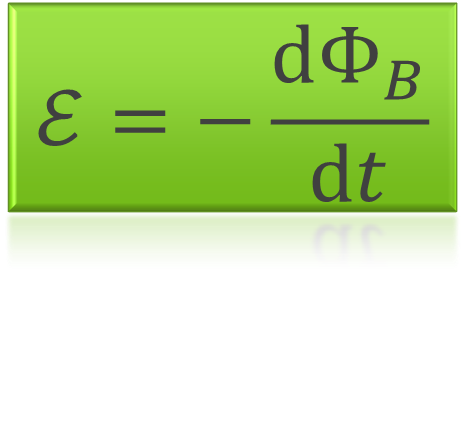 ℰ = − dΦ_B/dt